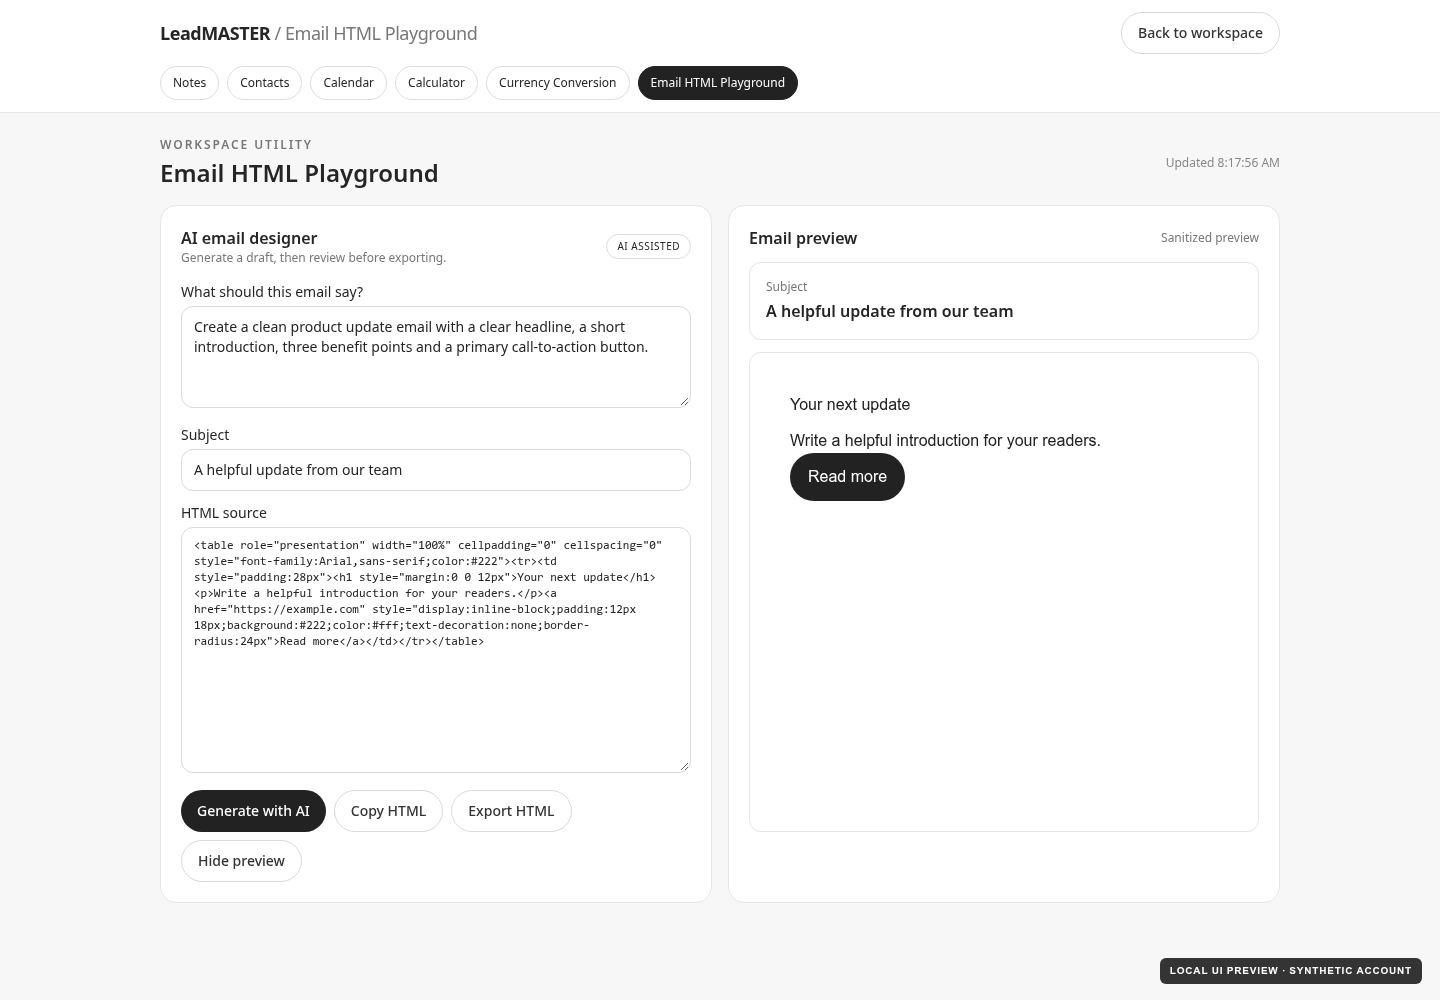 LeadMASTER / Email HTML Playground
Back to workspace
Notes
Contacts
Calendar
Calculator
Currency Conversion
Email HTML Playground
WORKSPACE UTILITY
Email HTML Playground
Updated 8:17:56 AM
AI email designer
Generate a draft, then review before exporting.
AI ASSISTED
What should this email say?
Create a clean product update email with a clear headline, a short
introduction, three benefit points and a primary call-to-action button.
Subject
A helpful update from our team
HTML source
<table role="presentation" width="100%" cellpadding="0" cellspacing="0"
style="font-family:Arial,sans-serif;color:#222"><tr><td
style="padding:28px"><h1 style="margin:0 0 12px">Your next update</h1>
<p>Write a helpful introduction for your readers.</p><a
href="https://example.com" style="display:inline-block;padding:12px
18px;background:#222;color:#fff;text-decoration:none;border-
radius:24px">Read more</a></td></tr></table>
Generate with AI
Copy HTML
Export HTML
Hide preview
Email preview
Sanitized preview
Subject
A helpful update from our team
Your next update
Write a helpful introduction for your readers.
Read more
LOCAL UI PREVIEW · SYNTHETIC ACCOUNT